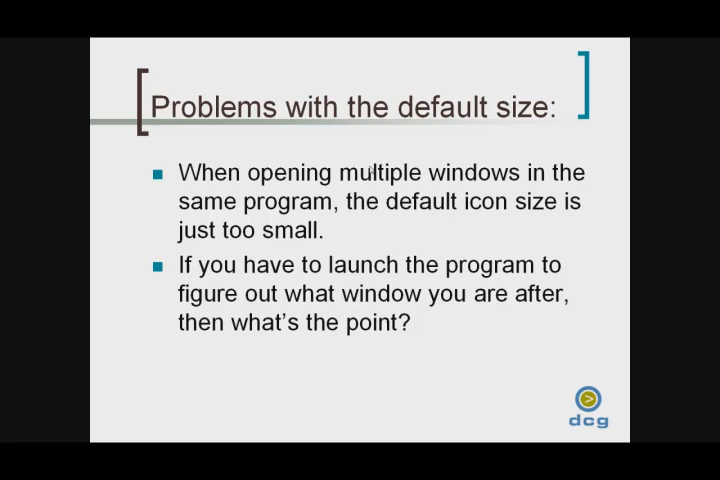 Problems with the default size:
When opening multiple windows in the
same program, the default icon size is
just too small.
If you have to launch the program to
figure out what window you are after,
then what's the point?
dcg